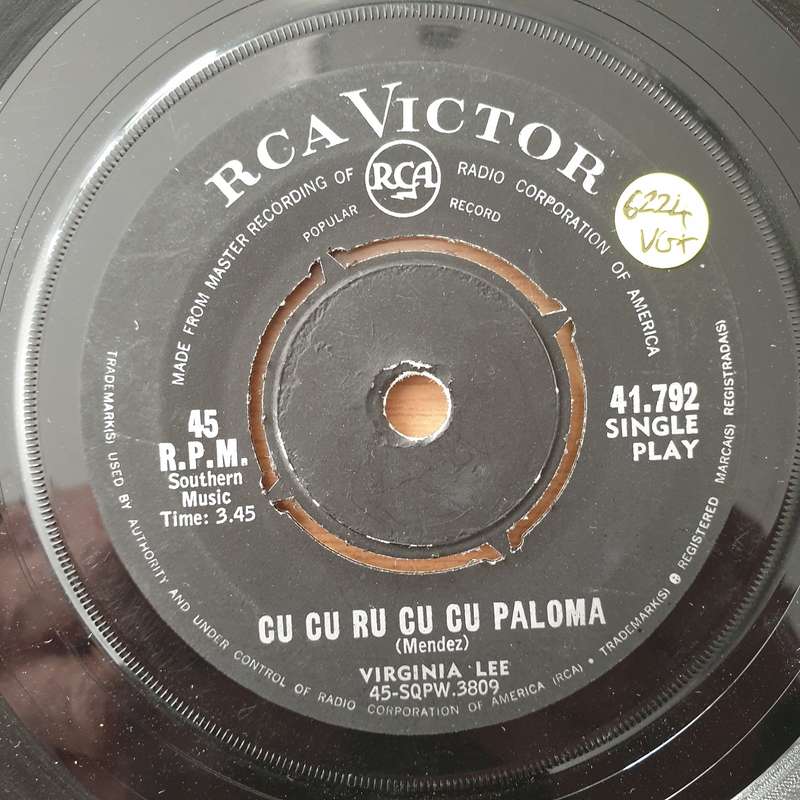 RCA VICTOR
RCA
MADE FROM MASTER RECORDING OF RADIO CORPORATION OF AMERICA
POPULAR RECORD
6224
VG+
45
R.P.M.
Southern
Music
Time: 3.45
41.792
SINGLE
PLAY
CU CU RU CU CU PALOMA
(Mendez)
VIRGINIA LEE
45-SQPW.3809
TRADEMARK(S) USED BY AUTHORITY AND UNDER CONTROL OF RADIO CORPORATION OF AMERICA (RCA) • TRADEMARK(S) ® REGISTERED MARCA(S) REGISTRADA(S)